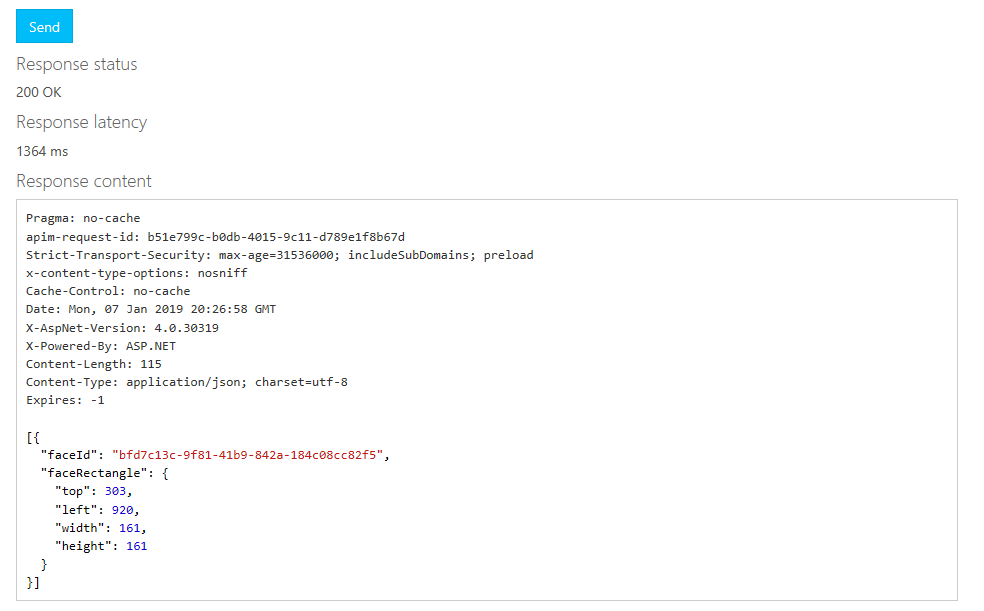 Send
Response status
200 OK
Response latency
1364 ms
Response content
Pragma: no-cache
apim-request-id: b51e799c-b0db-4015-9c11-d789e1f8b67d
Strict-Transport-Security: max-age=31536000; includeSubDomains; preload
x-content-type-options: nosniff
Cache-Control: no-cache
Date: Mon, 07 Jan 2019 20:26:58 GMT
X-AspNet-Version: 4.0.30319
X-Powered-By: ASP.NET
Content-Length: 115
Content-Type: application/json; charset=utf-8
Expires: -1

[{
  "faceId": "bfd7c13c-9f81-41b9-842a-184c08cc82f5",
  "faceRectangle": {
    "top": 303,
    "left": 920,
    "width": 161,
    "height": 161
  }
}]